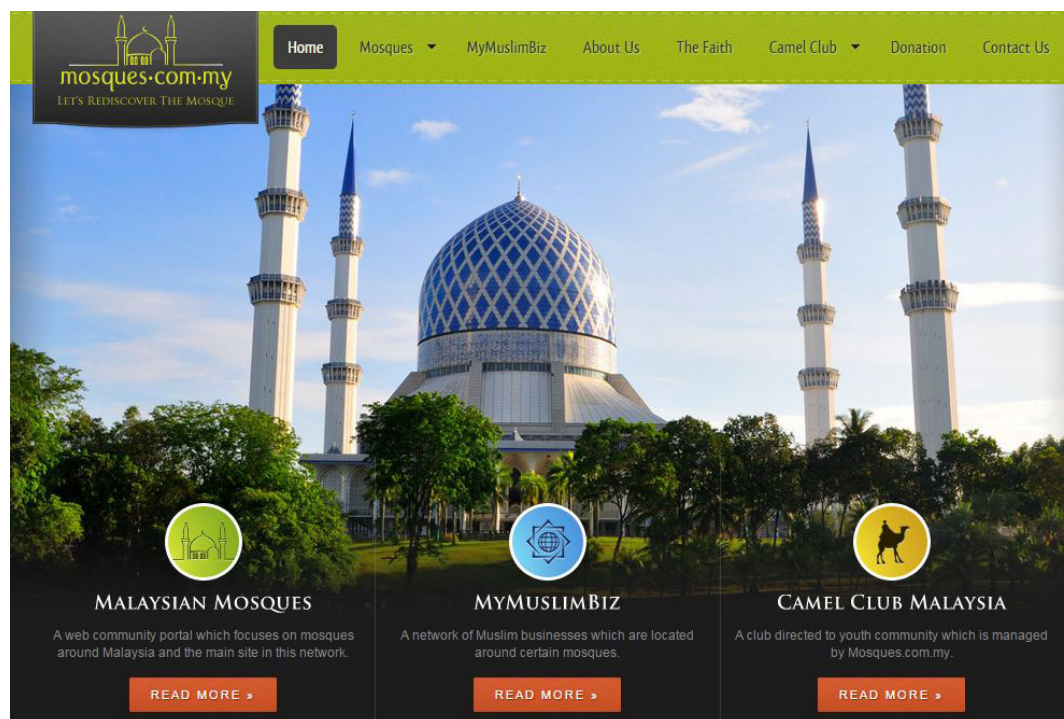 mosques·com·my
LET'S REDISCOVER THE MOSQUE
Home
Mosques
MyMuslimBiz
About Us
The Faith
Camel Club
Donation
Contact Us
MALAYSIAN MOSQUES
A web community portal which focuses on mosques
around Malaysia and the main site in this network.
READ MORE »
MYMUSLIMBIZ
A network of Muslim businesses which are located
around certain mosques.
READ MORE »
CAMEL CLUB MALAYSIA
A club directed to youth community which is managed
by Mosques.com.my.
READ MORE »